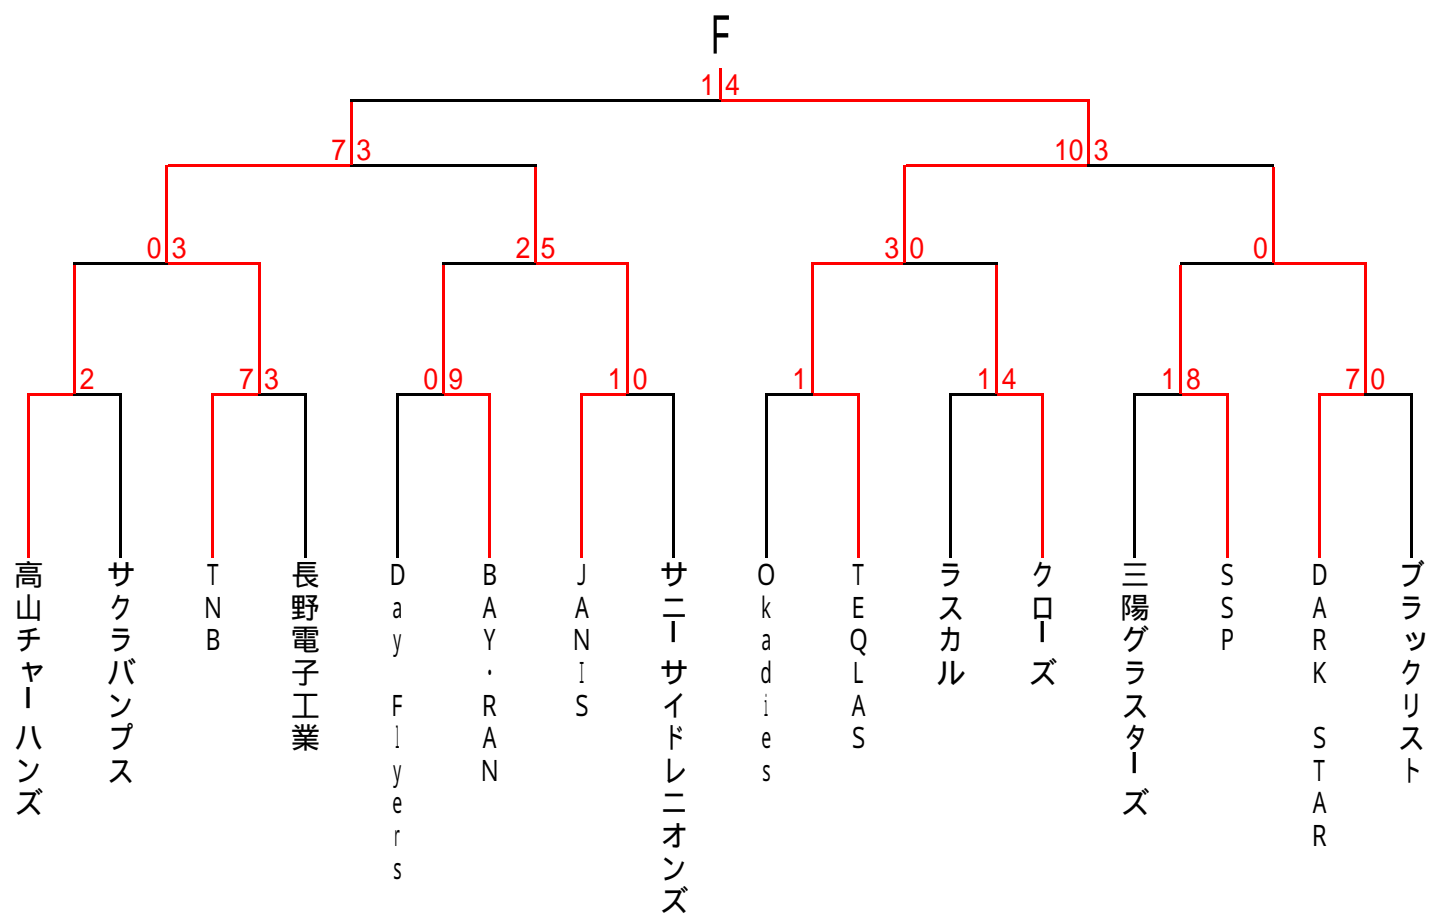 F
1 4
7 3
10 3
0 3
2 5
3 0
0
2
7 3
0 9
1 0
1
1 4
1 8
7 0
高山チャーハンズ
サクラバンプス
TNB
長野電子工業
Day Flyers
BAY・RAN
JANIS
サニーサイドレニオンズ
Okadies
TEQLAS
ラスカル
クローズ
三陽グラスターズ
SSP
DARK STAR
ブラックリスト